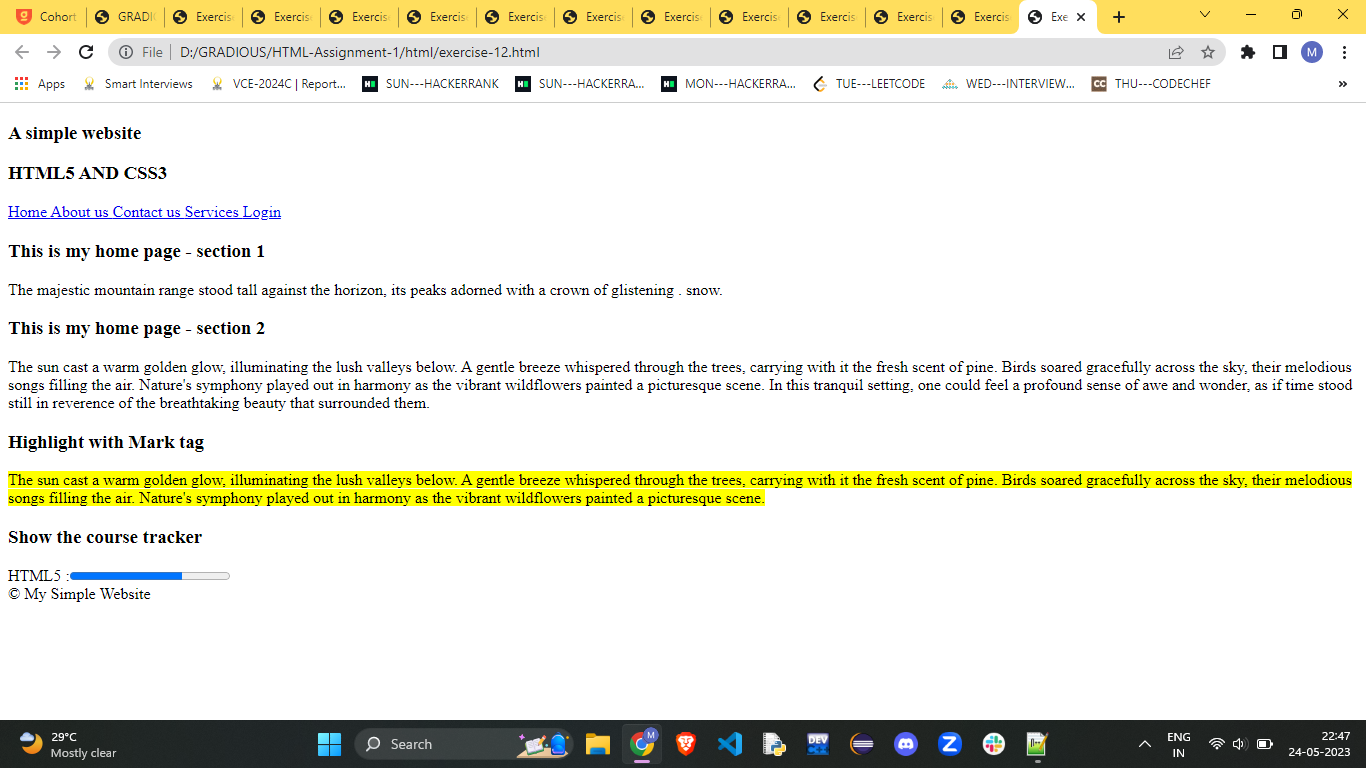 Cohort
GRADIO
Exercis
Exercis
Exercis
Exercis
Exercis
Exercis
Exercis
Exercis
Exercis
Exercis
Exercis
Exe
File
D:/GRADIOUS/HTML-Assignment-1/html/exercise-12.html
M
Apps
Smart Interviews
VCE-2024C | Report...
SUN---HACKERRANK
SUN---HACKERRA...
MON---HACKERRA...
TUE---LEETCODE
WED---INTERVIEW...
CC
THU---CODECHEF
»
A simple website
HTML5 AND CSS3
Home About us Contact us Services Login
This is my home page - section 1
The majestic mountain range stood tall against the horizon, its peaks adorned with a crown of glistening . snow.
This is my home page - section 2
The sun cast a warm golden glow, illuminating the lush valleys below. A gentle breeze whispered through the trees, carrying with it the fresh scent of pine. Birds soared gracefully across the sky, their melodious
songs filling the air. Nature's symphony played out in harmony as the vibrant wildflowers painted a picturesque scene. In this tranquil setting, one could feel a profound sense of awe and wonder, as if time stood
still in reverence of the breathtaking beauty that surrounded them.
Highlight with Mark tag
The sun cast a warm golden glow, illuminating the lush valleys below. A gentle breeze whispered through the trees, carrying with it the fresh scent of pine. Birds soared gracefully across the sky, their melodious
songs filling the air. Nature's symphony played out in harmony as the vibrant wildflowers painted a picturesque scene.
Show the course tracker
HTML5 :
© My Simple Website
29°C
Mostly clear
Search
M
DEV
ENG
IN
22:47
24-05-2023